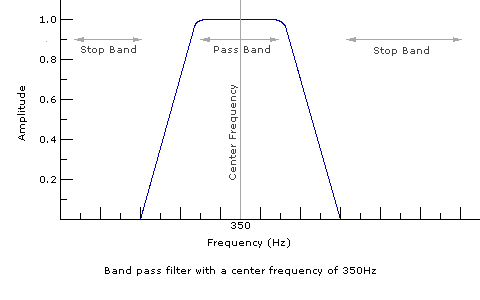 1.0
Stop Band
Pass Band
Stop Band
0.8
0.6
0.4
0.2
Amplitude
Center Frequency
350
Frequency (Hz)
Band pass filter with a center frequency of 350Hz